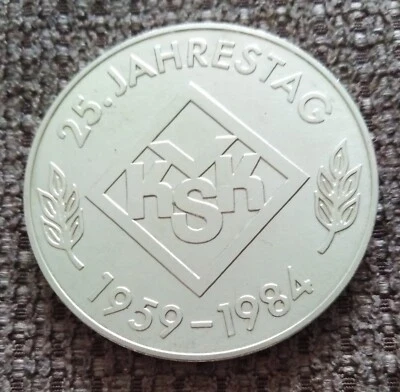 25. JAHRESTAG
V
KSK
1959-1984